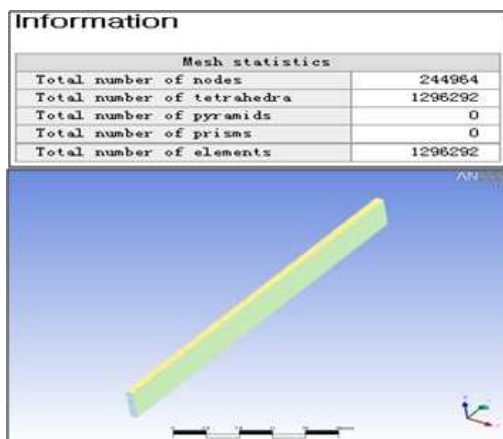 Information
Mesh statistics
Total number of nodes 244964
Total number of tetrahedra 1296292
Total number of pyramids 0
Total number of prisms 0
Total number of elements 1296292